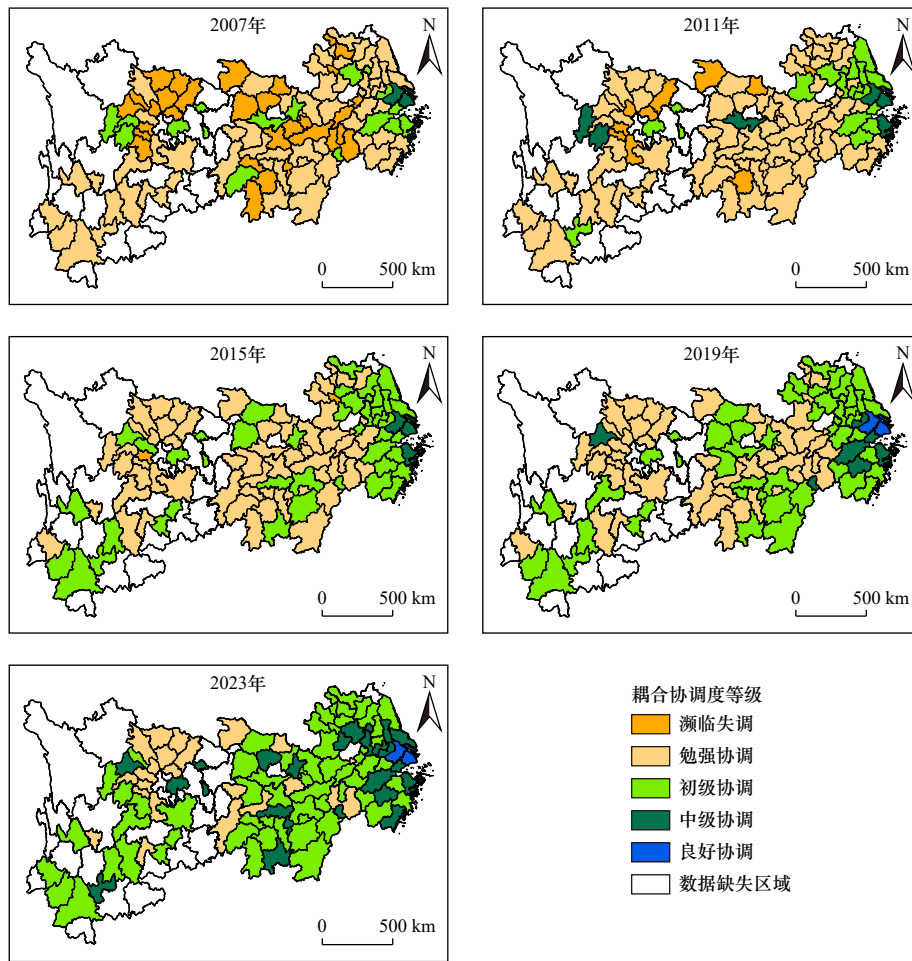 2007年
N
0 500 km
2011年
N
0 500 km
2015年
N
0 500 km
2019年
N
0 500 km
2023年
N
0 500 km
耦合协调度等级
濒临失调
勉强协调
初级协调
中级协调
良好协调
数据缺失区域